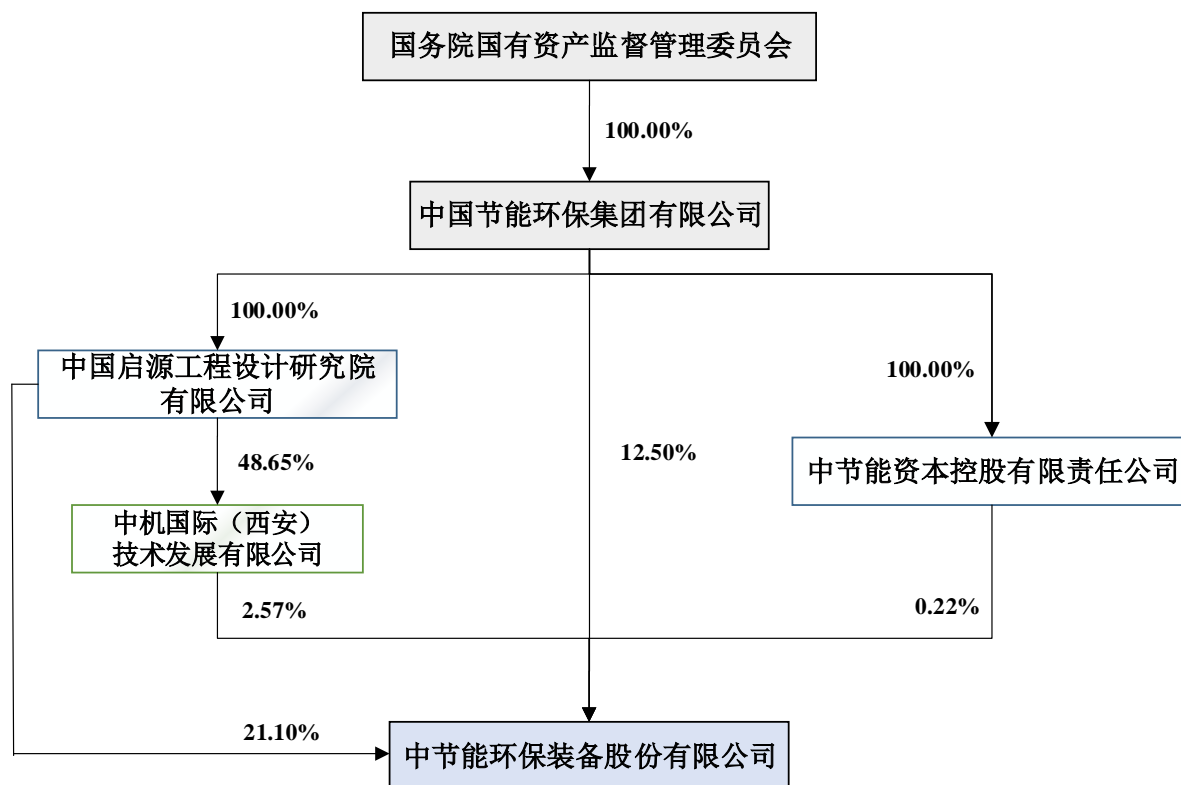 国务院国有资产监督管理委员会
100.00%
中国节能环保集团有限公司
100.00%
中国启源工程设计研究院
有限公司
100.00%
48.65%
12.50%
中节能资本控股有限责任公司
中机国际（西安）
技术发展有限公司
2.57%
0.22%
21.10%
中节能环保装备股份有限公司